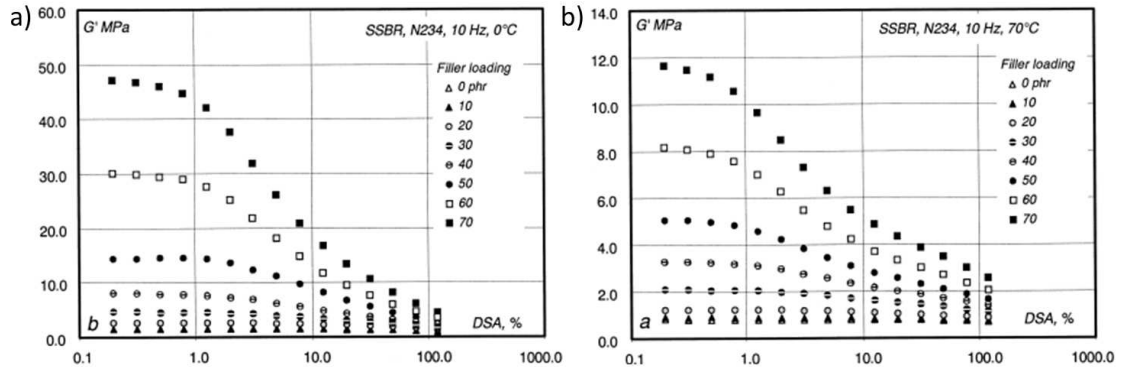 a)
G' MPa
SSBR, N234, 10 Hz, 0°C
Filler loading
0 phr
10
20
30
40
50
60
70
60.0
50.0
40.0
30.0
20.0
10.0
0.0
b
DSA, %
0.1
1.0
10.0
100.0
1000.0
b)
G' MPa
SSBR, N234, 10 Hz, 70°C
Filler loading
0 phr
10
20
30
40
50
60
70
14.0
12.0
10.0
8.0
6.0
4.0
2.0
0.0
a
DSA, %
0.1
1.0
10.0
100.0
1000.0